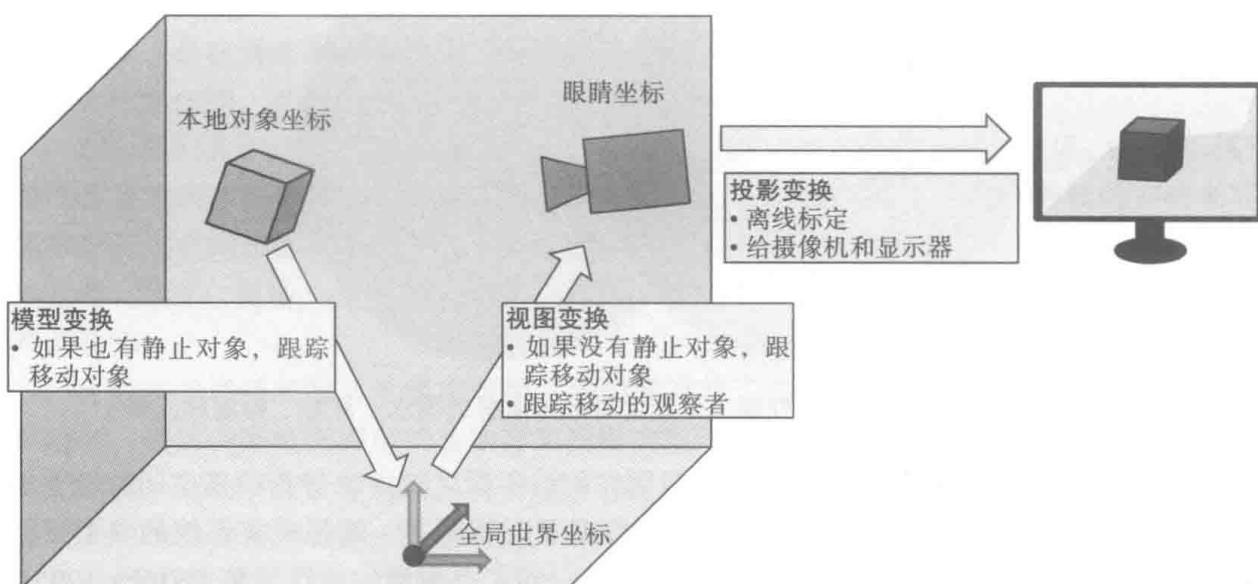 眼睛坐标
本地对象坐标
投影变换
• 离线标定
• 给摄像机和显示器
模型变换
• 如果也有静止对象，跟踪
移动对象
视图变换
• 如果没有静止对象，跟
踪移动对象
• 跟踪移动的观察者
全局世界坐标